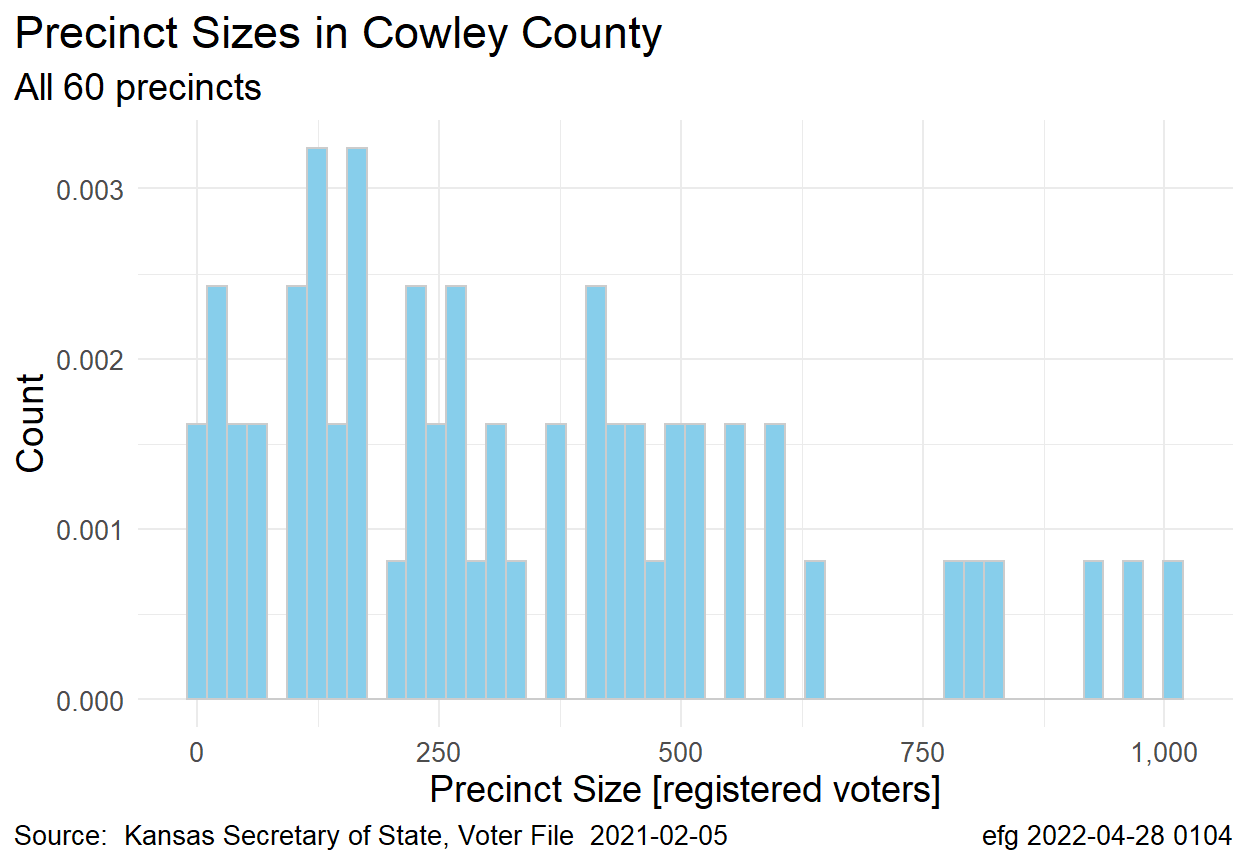 Precinct Sizes in Cowley County
All 60 precincts
Count
0.003
0.002
0.001
0.000
0 250 500 750 1,000
Precinct Size [registered voters]
Source:  Kansas Secretary of State, Voter File  2021-02-05
efg 2022-04-28 0104